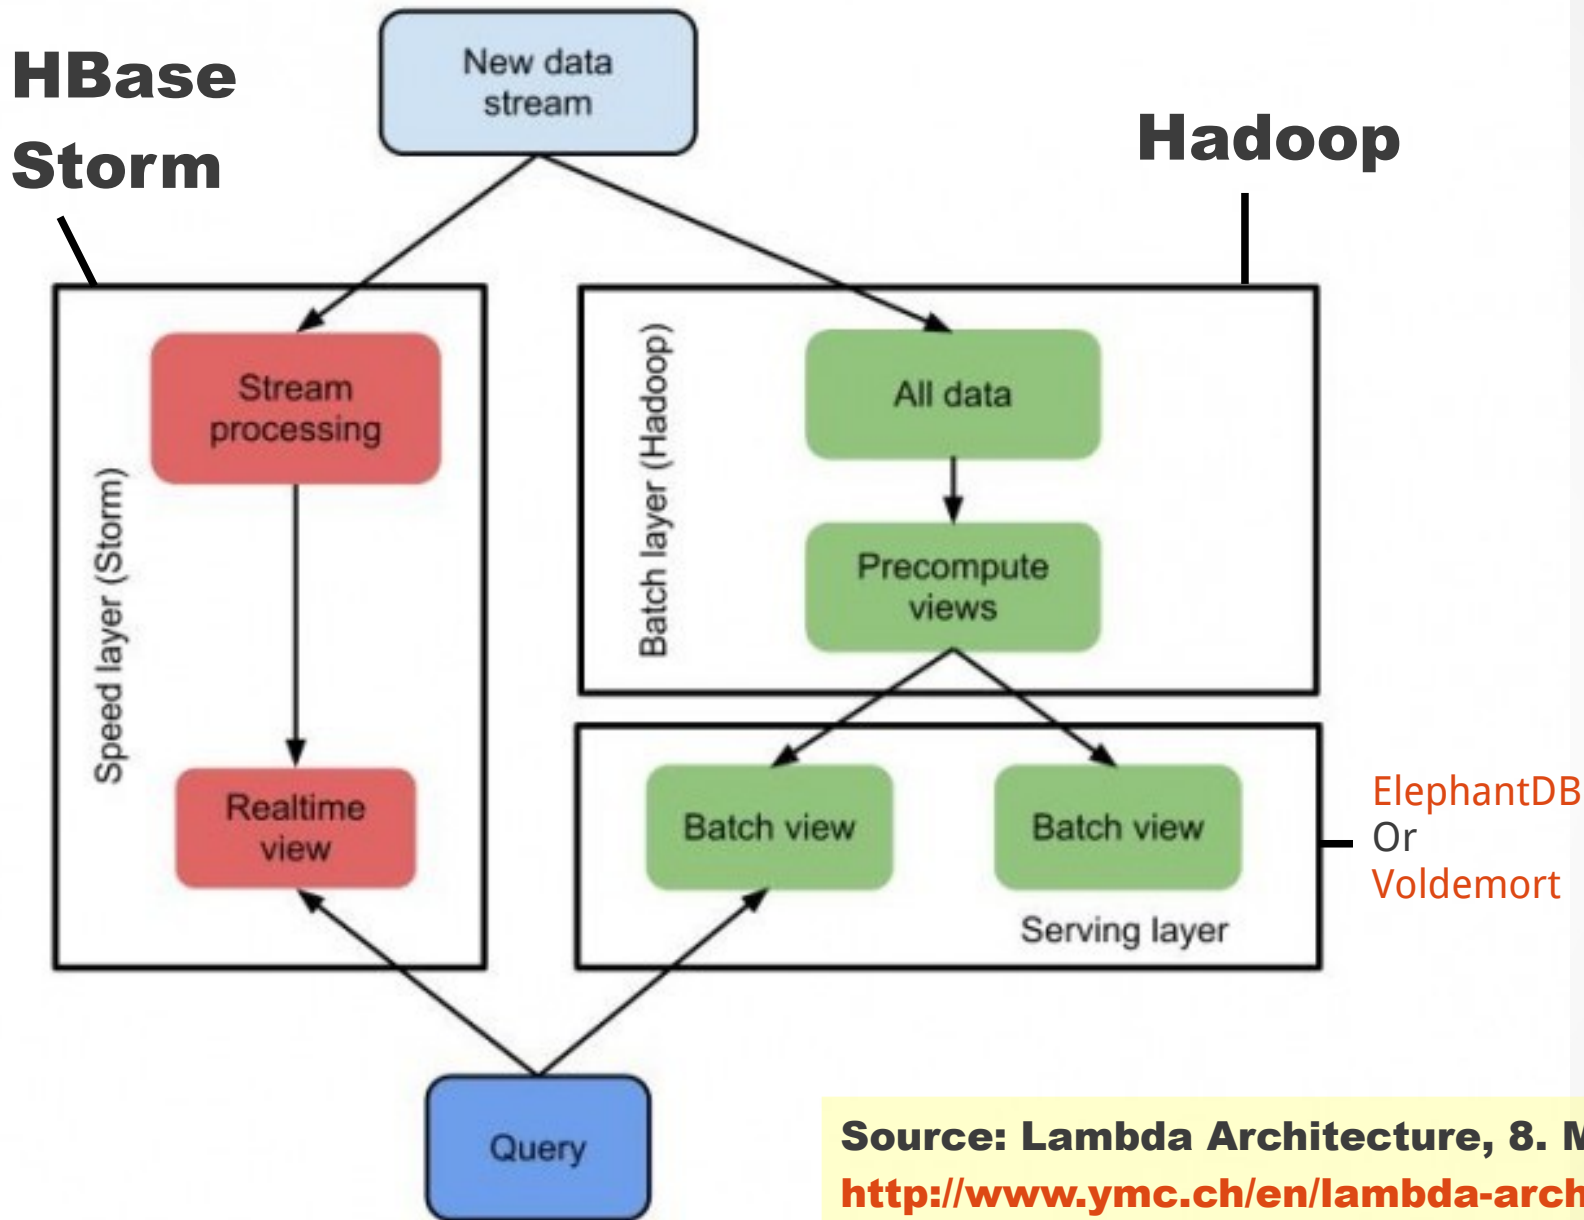 HBase
Storm
New data
stream
Hadoop
Speed layer (Storm)
Stream
processing
Realtime
view
Batch layer (Hadoop)
All data
Precompute
views
Batch view
Batch view
Serving layer
ElephantDB
Or
Voldemort
Query
Source: Lambda Architecture, 8. M
http://www.ymc.ch/en/lambda-arch